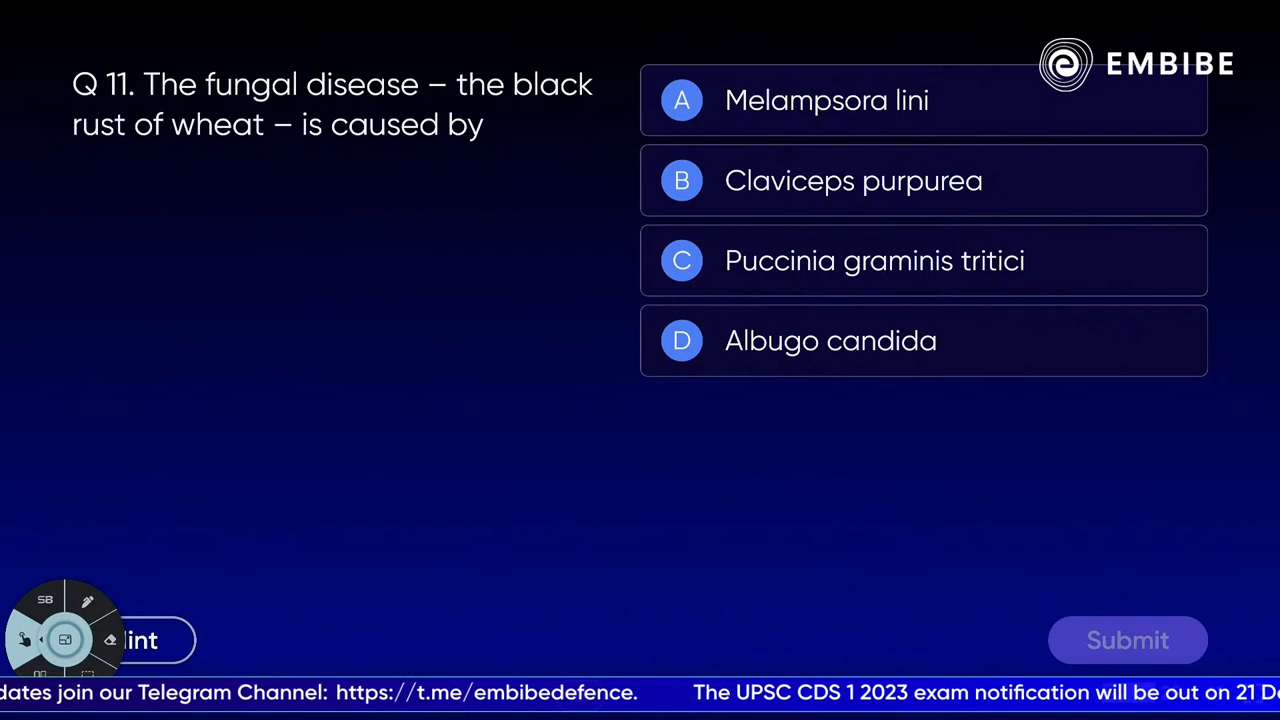 EMBIBE
Q 11. The fungal disease – the black
rust of wheat – is caused by
A Melampsora lini
B Claviceps purpurea
C Puccinia graminis tritici
D Albugo candida
SB
Submit
join our Telegram Channel: https://t.me/embibedefence. The UPSC CDS 1 2023 exam notification will be out on 21